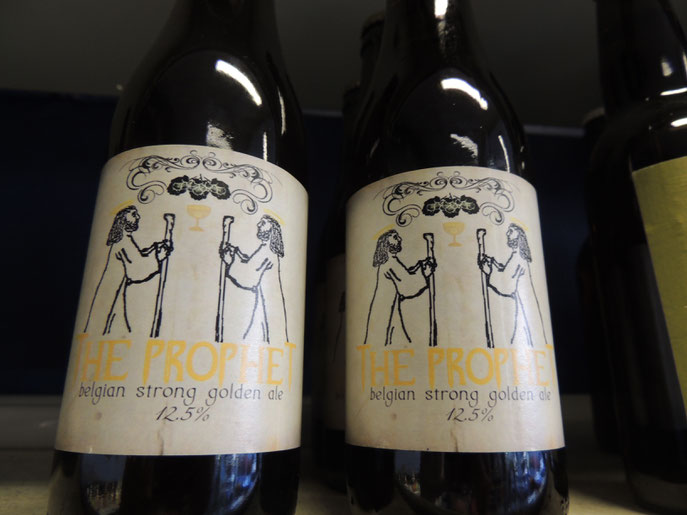 THE PROPHET
belgian strong golden ale
12.5%
THE PROPHET
belgian strong golden ale
12.5%